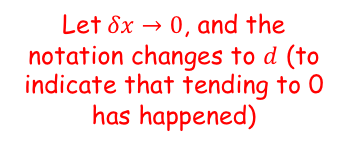 Let δx → 0, and the
notation changes to d (to
indicate that tending to 0
has happened)